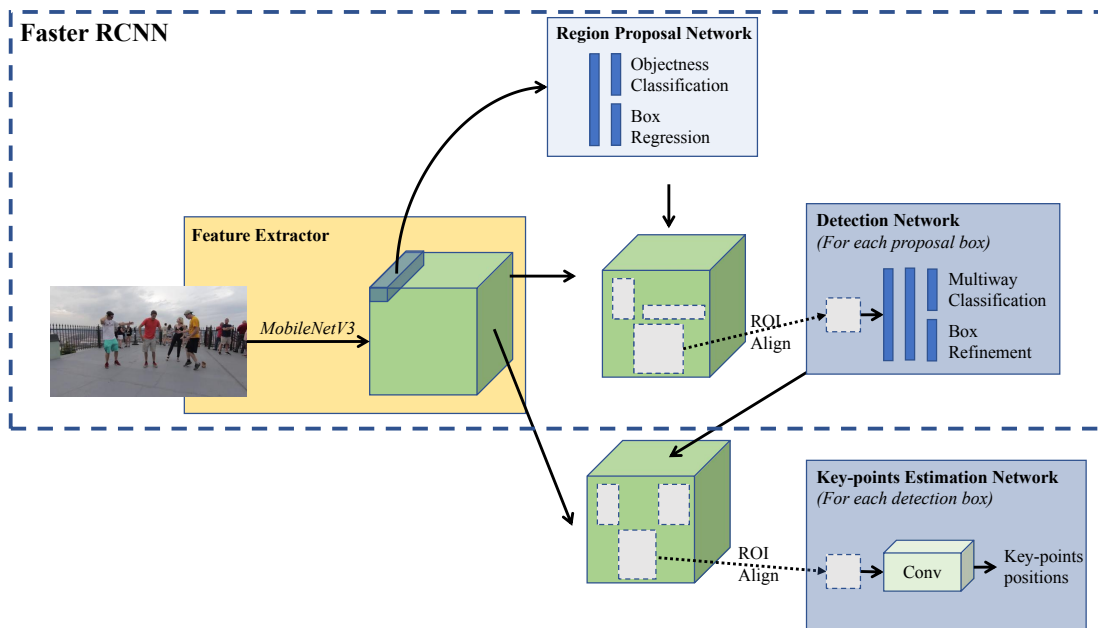 Faster RCNN
Region Proposal Network
Objectness
Classification
Box
Regression
Feature Extractor
MobileNetV3
Detection Network
(For each proposal box)
Multiway
Classification
Box
Refinement
ROI
Align
Key-points Estimation Network
(For each detection box)
ROI
Align
Conv
Key-points
positions